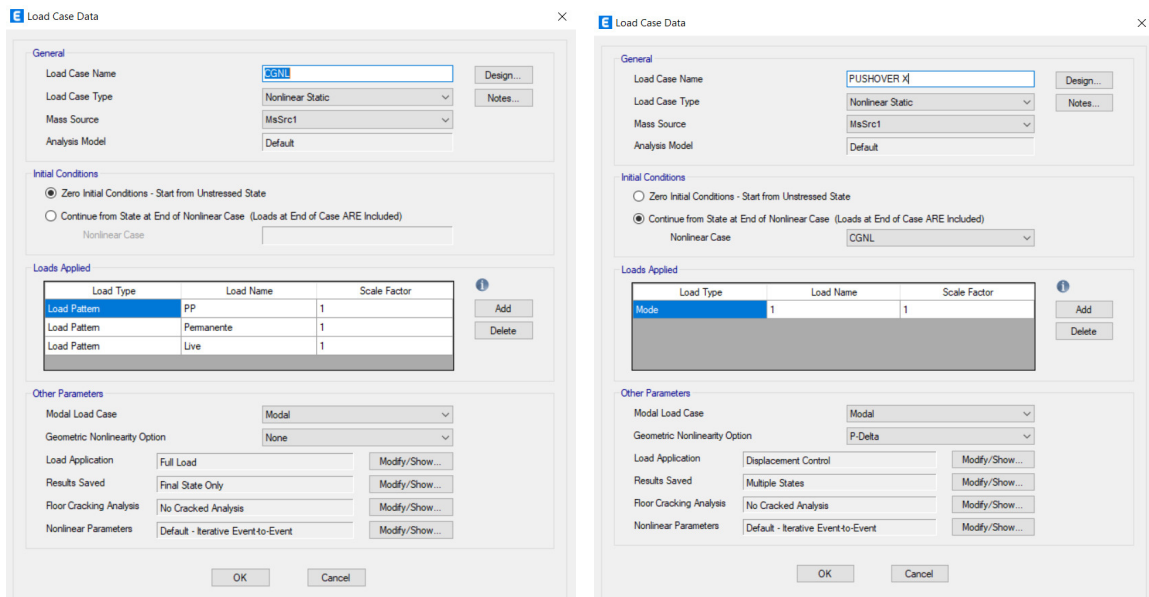 E Load Case Data
General
Load Case Name CGNL Design...
Load Case Type Nonlinear Static Notes...
Mass Source MsSrc1
Analysis Model Default
Initial Conditions
Zero Initial Conditions - Start from Unstressed State
Continue from State at End of Nonlinear Case (Loads at End of Case ARE Included)
Nonlinear Case
Loads Applied
Load Type Load Name Scale Factor
Load Pattern PP 1 Add
Load Pattern Permanente 1 Delete
Load Pattern Live 1
Other Parameters
Modal Load Case Modal
Geometric Nonlinearity Option None
Load Application Full Load Modify/Show...
Results Saved Final State Only Modify/Show...
Floor Cracking Analysis No Cracked Analysis Modify/Show...
Nonlinear Parameters Default - Iterative Event-to-Event Modify/Show...
OK Cancel
E Load Case Data
General
Load Case Name PUSHOVER X Design...
Load Case Type Nonlinear Static Notes...
Mass Source MsSrc1
Analysis Model Default
Initial Conditions
Zero Initial Conditions - Start from Unstressed State
Continue from State at End of Nonlinear Case (Loads at End of Case ARE Included)
Nonlinear Case CGNL
Loads Applied
Load Type Load Name Scale Factor
Mode 1 1 Add
Delete
Other Parameters
Modal Load Case Modal
Geometric Nonlinearity Option P-Delta
Load Application Displacement Control Modify/Show...
Results Saved Multiple States Modify/Show...
Floor Cracking Analysis No Cracked Analysis Modify/Show...
Nonlinear Parameters Default - Iterative Event-to-Event Modify/Show...
OK Cancel